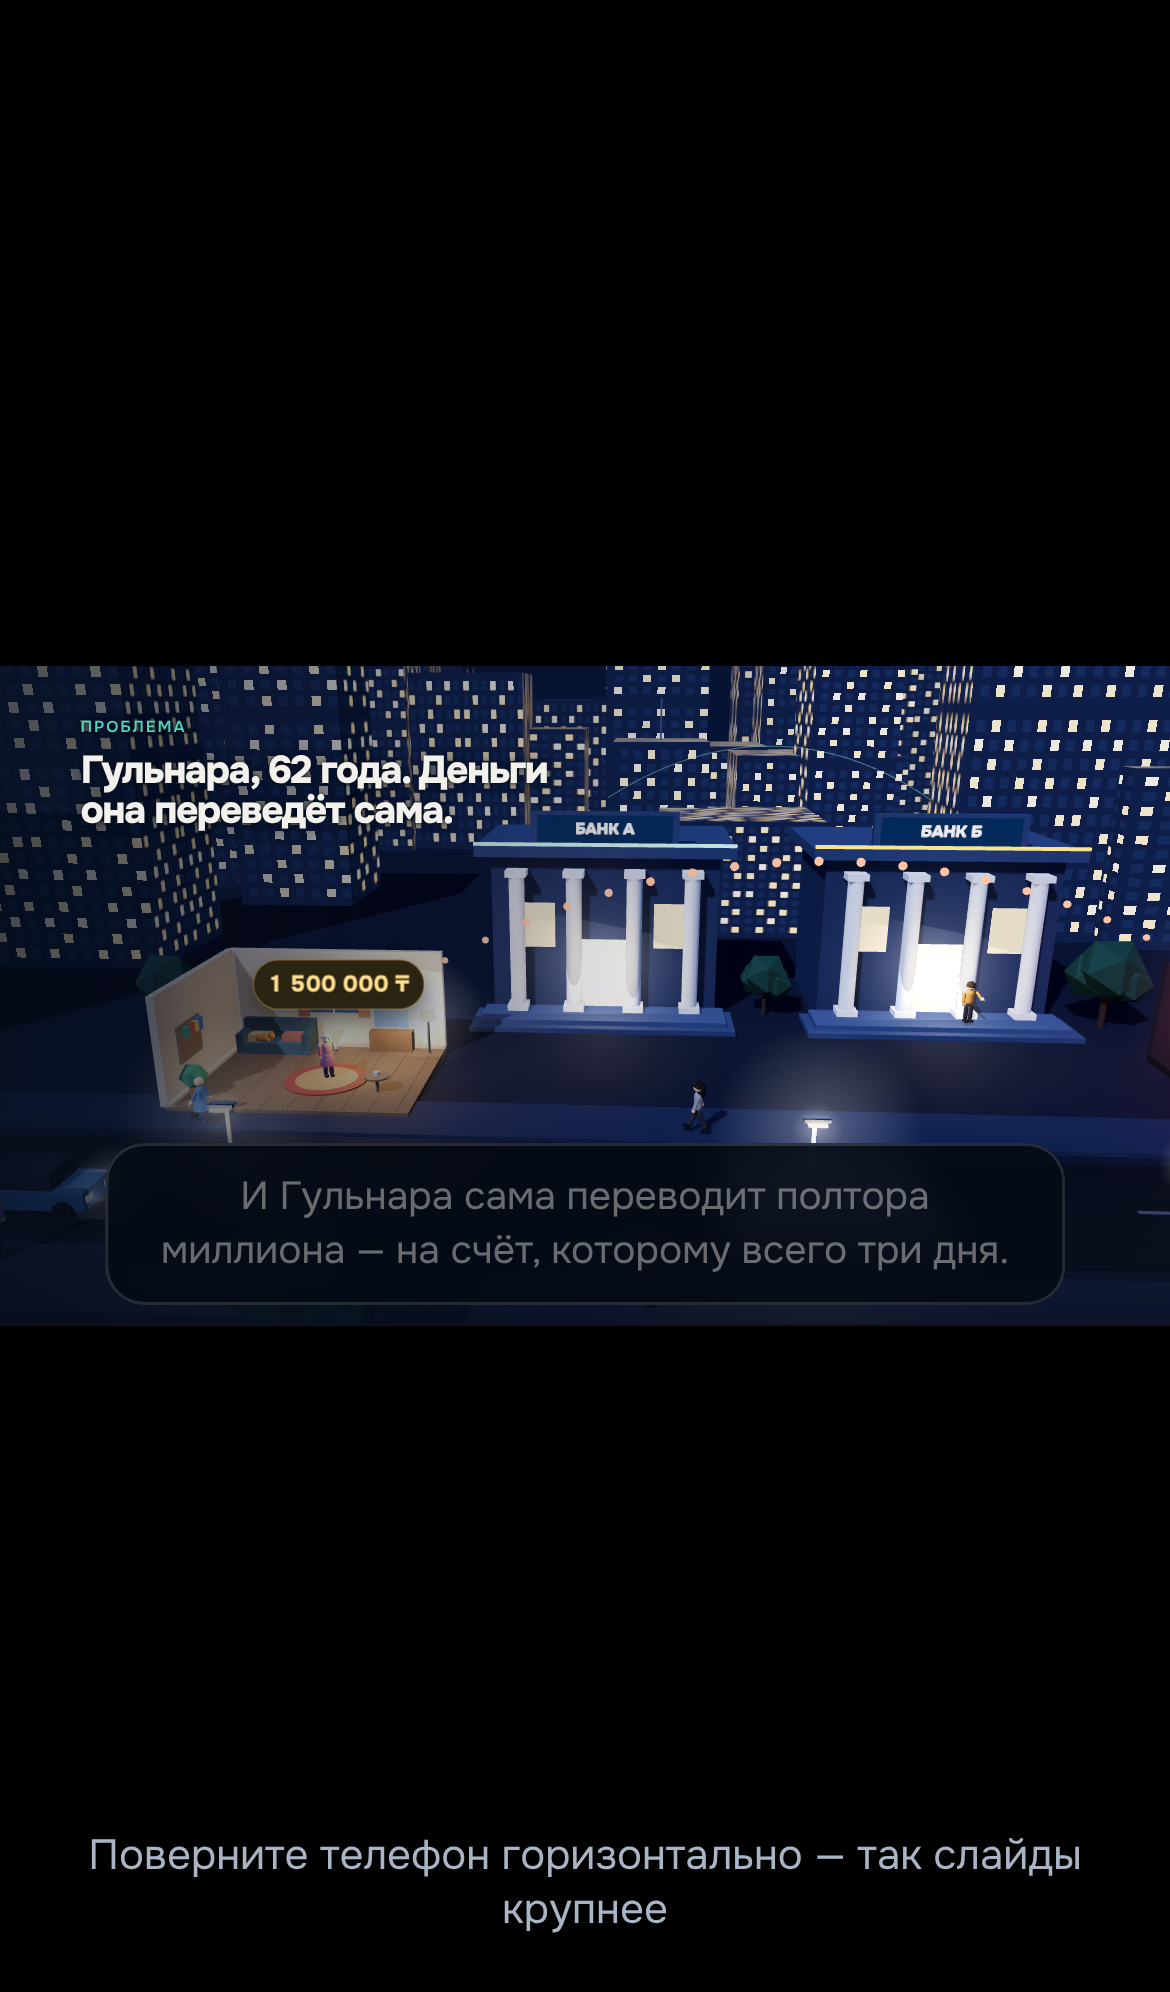 ПРОБЛЕМА
Гульнара, 62 года. Деньги
она переведёт сама.
БАНК А
БАНК Б
1 500 000 ₸
И Гульнара сама переводит полтора
миллиона — на счёт, которому всего три дня.
Поверните телефон горизонтально — так слайды
крупнее